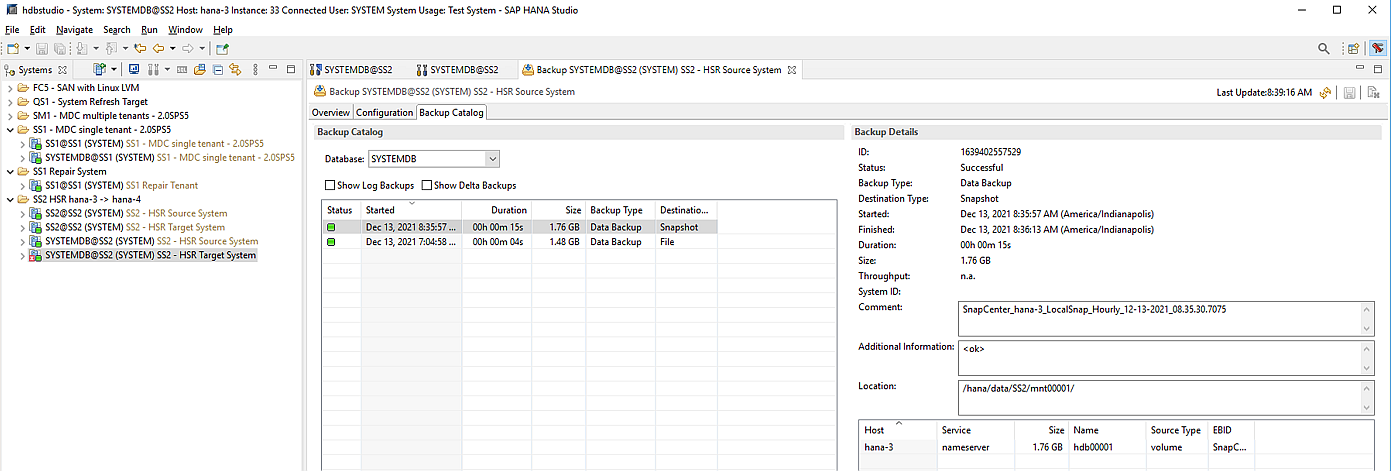 hdbstudio - System: SYSTEMDB@SS2 Host: hana-3 Instance: 33 Connected User: SYSTEM System Usage: Test System - SAP HANA Studio
File Edit Navigate Search Run Window Help
Systems
FC5 - SAN with Linux LVM
QS1 - System Refresh Target
SM1 - MDC multiple tenants - 2.0SPS5
SS1 - MDC single tenant - 2.0SPS5
SS1@SS1 (SYSTEM) SS1 - MDC single tenant - 2.0SPS5
SYSTEMDB@SS1 (SYSTEM) SS1 - MDC single tenant - 2.0SPS5
SS1 Repair System
SS1@SS1 (SYSTEM) SS1 Repair Tenant
SS2 HSR hana-3 -> hana-4
SS2@SS2 (SYSTEM) SS2 - HSR Source System
SS2@SS2 (SYSTEM) SS2 - HSR Target System
SYSTEMDB@SS2 (SYSTEM) SS2 - HSR Source System
SYSTEMDB@SS2 (SYSTEM) SS2 - HSR Target System
SYSTEMDB@SS2 SYSTEMDB@SS2 Backup SYSTEMDB@SS2 (SYSTEM) SS2 - HSR Source System
Backup SYSTEMDB@SS2 (SYSTEM) SS2 - HSR Source System
Last Update:8:39:16 AM
Overview Configuration Backup Catalog
Backup Catalog
Database: SYSTEMDB
Show Log Backups Show Delta Backups
Status Started Duration Size Backup Type Destinatio...
Dec 13, 2021 8:35:57 ... 00h 00m 15s 1.76 GB Data Backup Snapshot
Dec 13, 2021 7:04:58 ... 00h 00m 04s 1.48 GB Data Backup File
Backup Details
ID: 1639402557529
Status: Successful
Backup Type: Data Backup
Destination Type: Snapshot
Started: Dec 13, 2021 8:35:57 AM (America/Indianapolis)
Finished: Dec 13, 2021 8:36:13 AM (America/Indianapolis)
Duration: 00h 00m 15s
Size: 1.76 GB
Throughput: n.a.
System ID:
Comment: SnapCenter_hana-3_LocalSnap_Hourly_12-13-2021_08.35.30.7075
Additional Information: <ok>
Location: /hana/data/SS2/mnt00001/
Host Service Size Name Source Type EBID
hana-3 nameserver 1.76 GB hdb00001 volume SnapC...